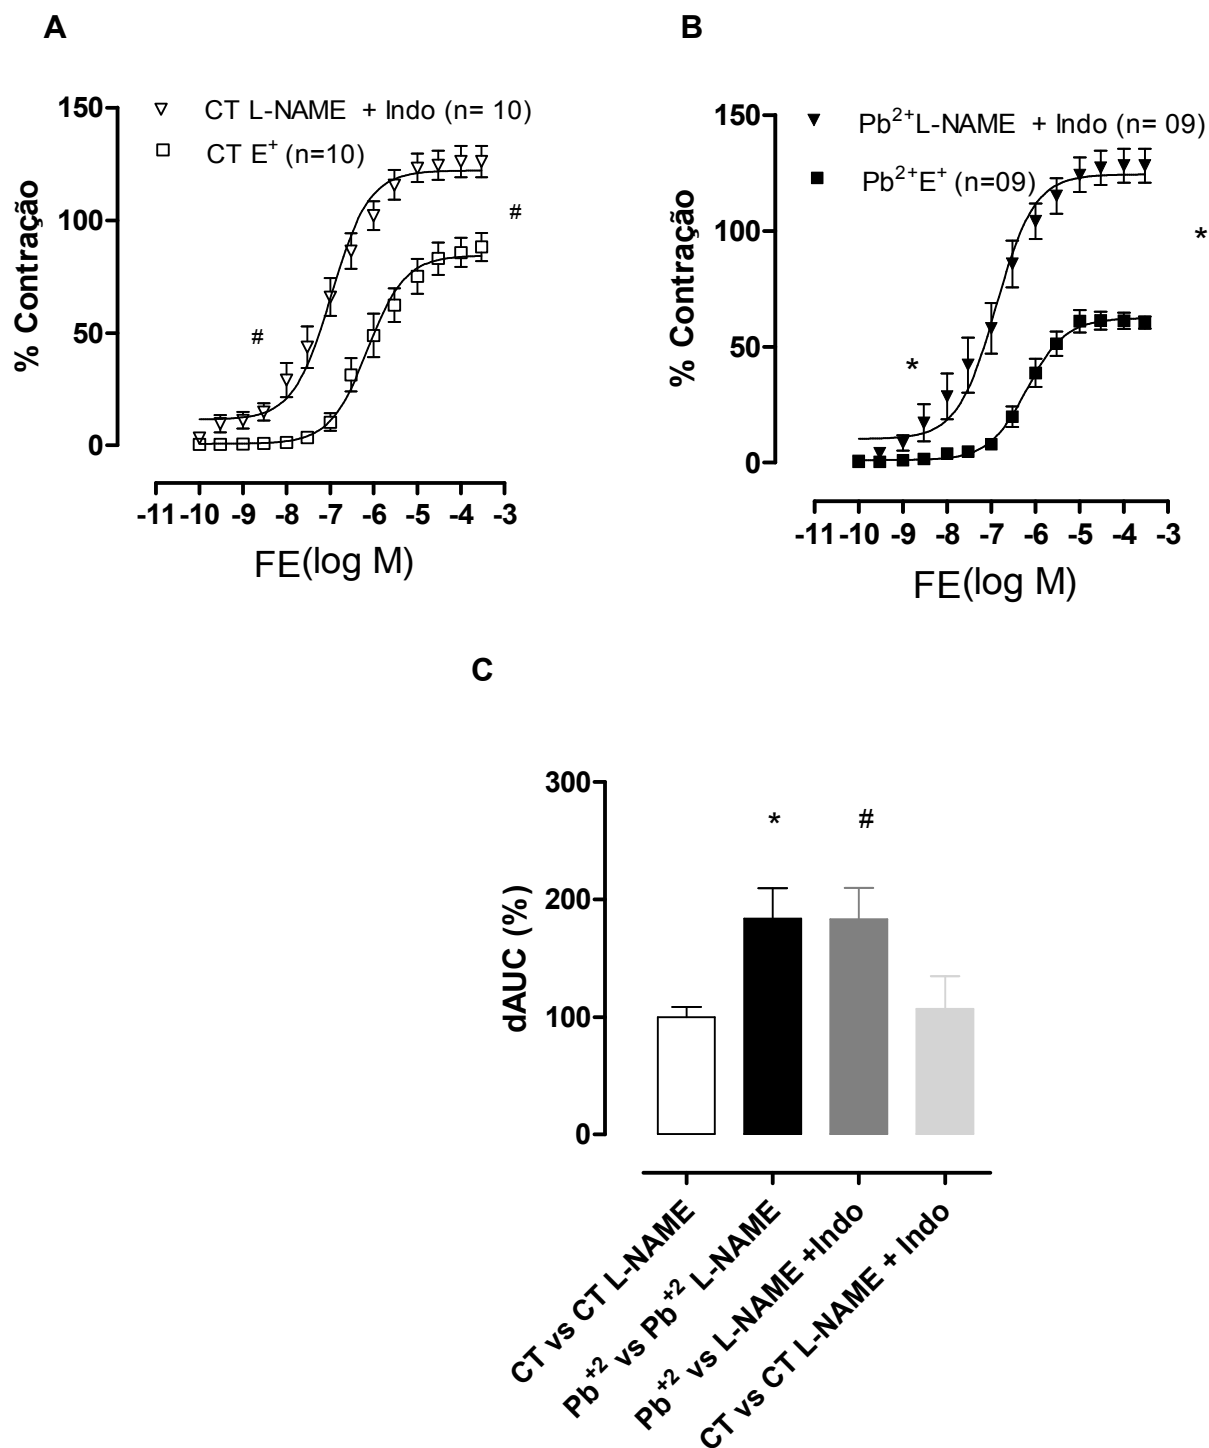 A
150
100
50
0
% Contração
CT L-NAME + Indo (n= 10)
CT E⁺ (n=10)
#
#
-11 -10 -9 -8 -7 -6 -5 -4 -3
FE(log M)
B
150
100
50
0
% Contração
Pb²⁺L-NAME + Indo (n= 09)
Pb²⁺E⁺ (n=09)
*
*
-11 -10 -9 -8 -7 -6 -5 -4 -3
FE(log M)
C
300
200
100
0
dAUC (%)
*
#
CT vs CT L-NAME
Pb⁺² vs Pb⁺² L-NAME
Pb⁺² vs L-NAME +Indo
CT vs CT L-NAME + Indo